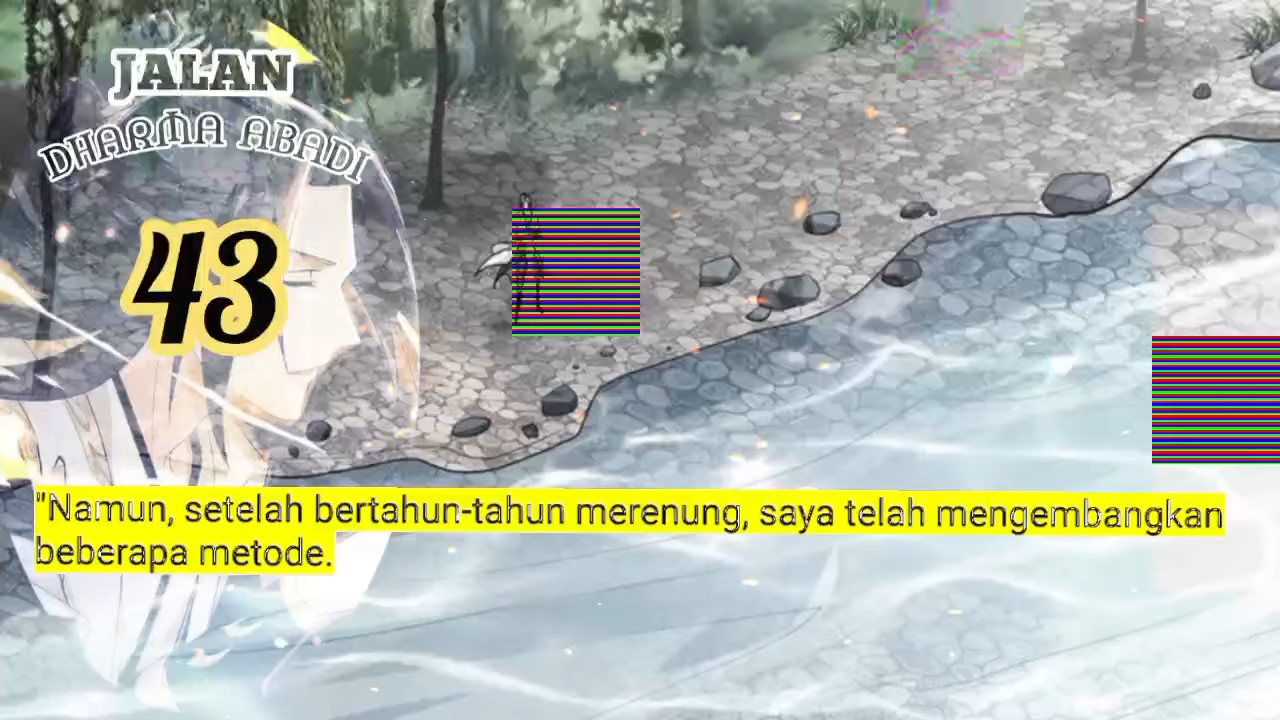 JALAN
DHARMA ABADI
43
"Namun, setelah bertahun-tahun merenung, saya telah mengembangkan
beberapa metode.